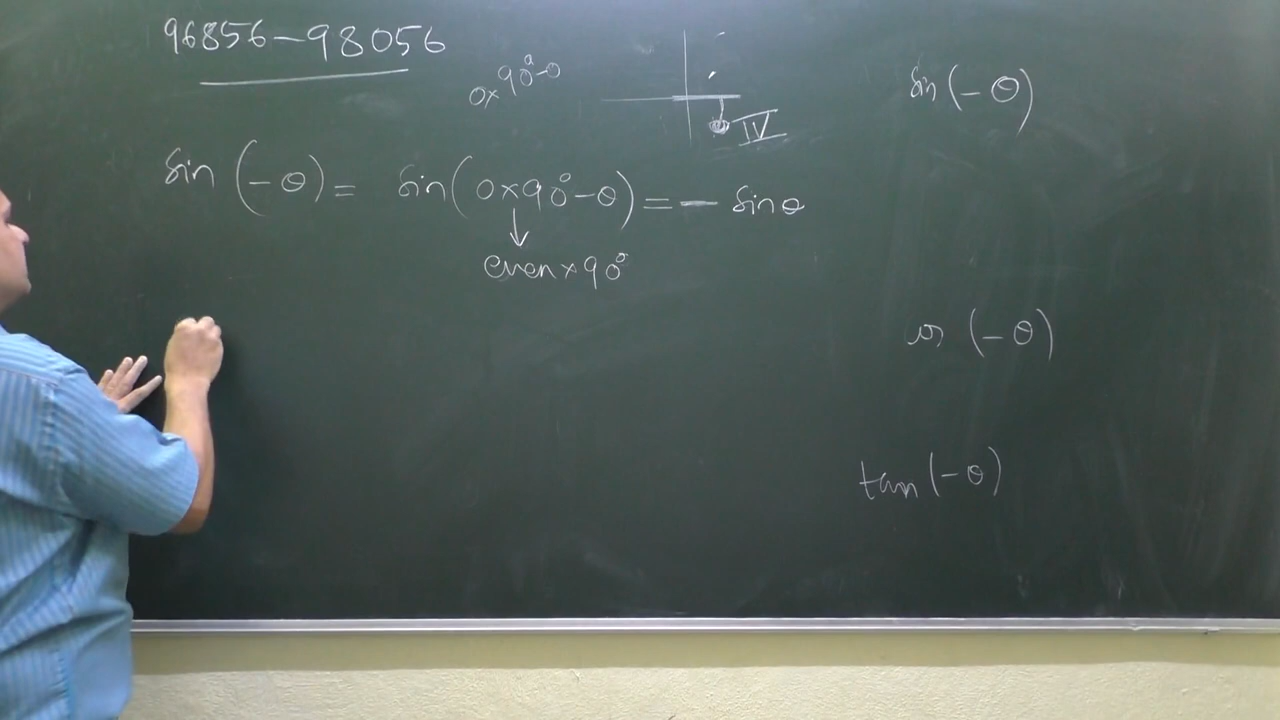 96856-98056
0×90°-θ
IV
sin (-θ)
sin (-θ) = sin(0×90°-θ) = - sinθ
↓
even×90°
cos (-θ)
tan (-θ)